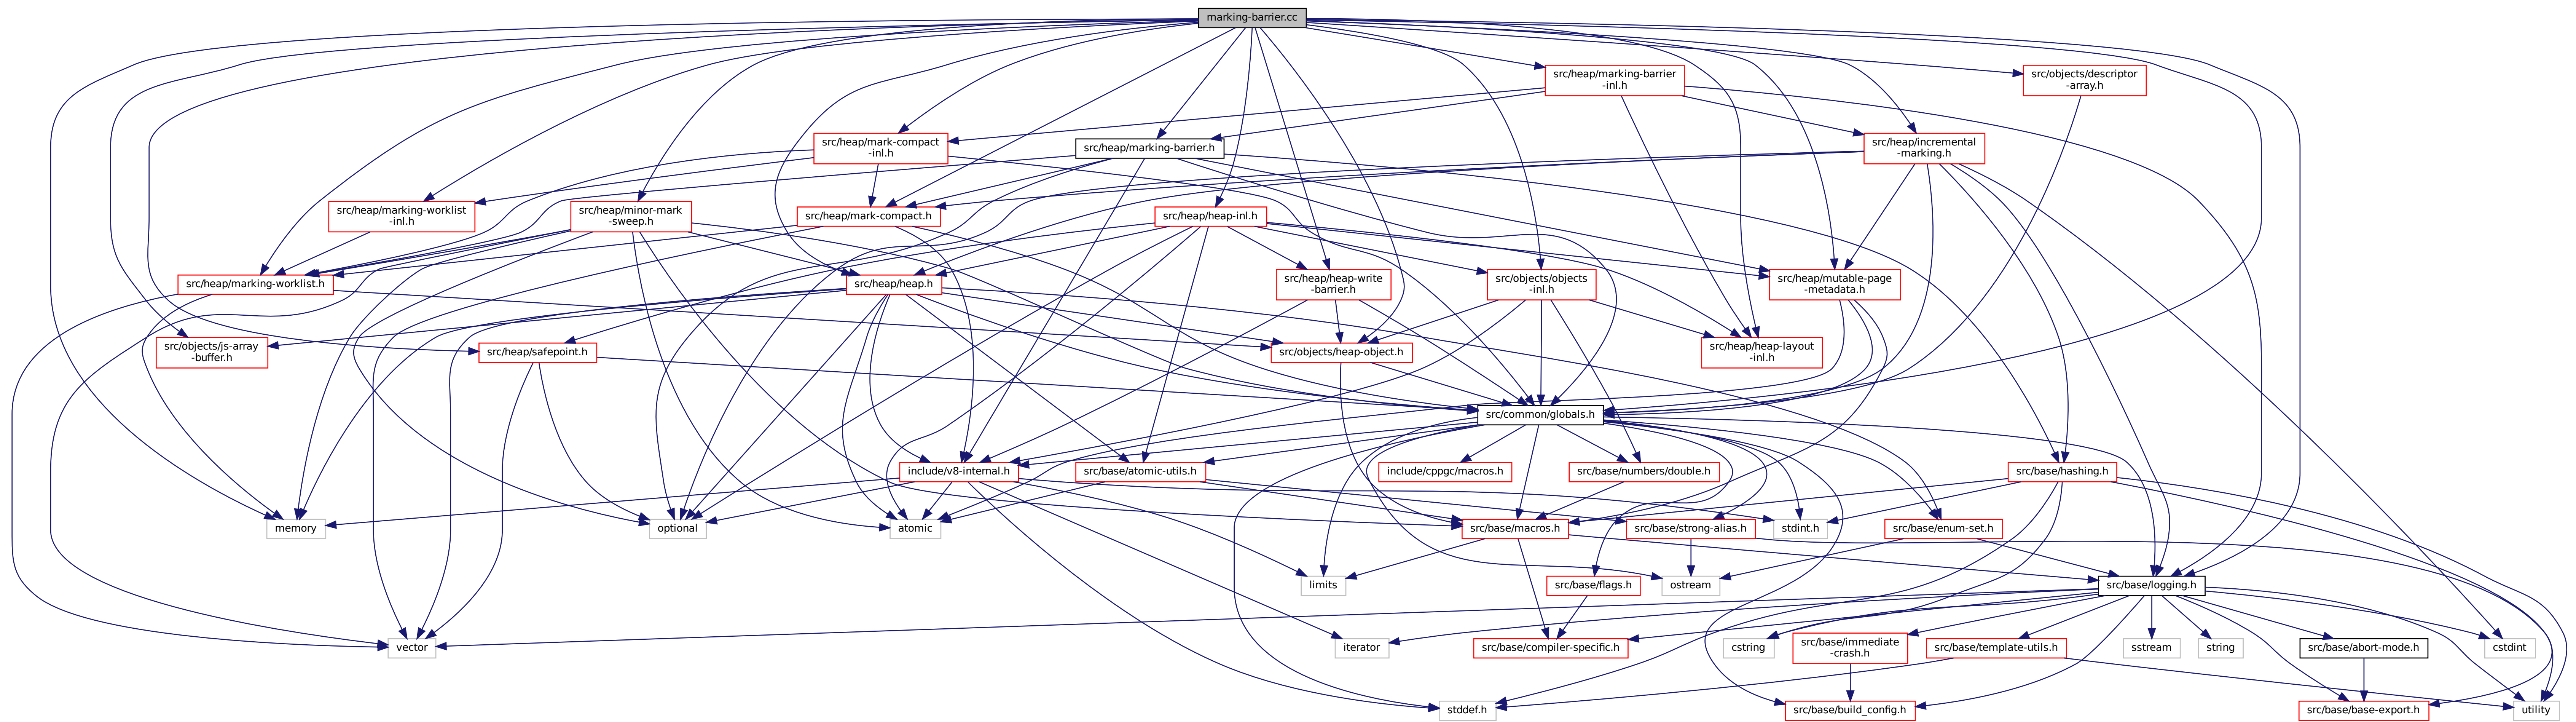 marking-barrier.cc
src/heap/marking-barrier
-inl.h
src/objects/descriptor
-array.h
src/heap/mark-compact
-inl.h
src/heap/marking-barrier.h
src/heap/incremental
-marking.h
src/heap/marking-worklist
-inl.h
src/heap/minor-mark
-sweep.h
src/heap/mark-compact.h
src/heap/heap-inl.h
src/heap/marking-worklist.h
src/heap/heap.h
src/heap/heap-write
-barrier.h
src/objects/objects
-inl.h
src/heap/mutable-page
-metadata.h
src/objects/js-array
-buffer.h
src/heap/safepoint.h
src/objects/heap-object.h
src/heap/heap-layout
-inl.h
src/common/globals.h
include/v8-internal.h
src/base/atomic-utils.h
include/cppgc/macros.h
src/base/numbers/double.h
src/base/hashing.h
memory
optional
atomic
src/base/macros.h
src/base/strong-alias.h
stdint.h
src/base/enum-set.h
limits
src/base/flags.h
ostream
src/base/logging.h
vector
iterator
src/base/compiler-specific.h
cstring
src/base/immediate
-crash.h
src/base/template-utils.h
sstream
string
src/base/abort-mode.h
cstdint
stddef.h
src/base/build_config.h
src/base/base-export.h
utility